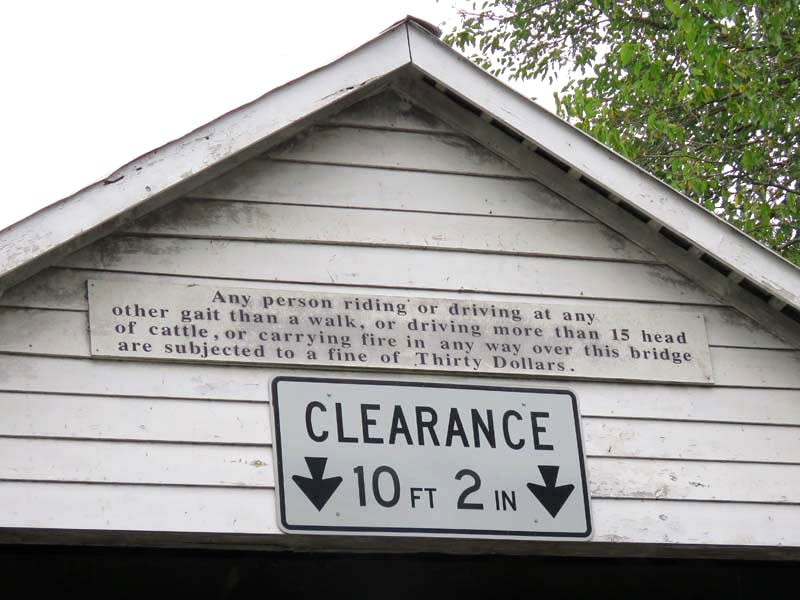 Any person riding or driving at any
other gait than a walk, or driving more than 15 head
of cattle, or carrying fire in any way over this bridge
are subjected to a fine of Thirty Dollars.
CLEARANCE
10 FT 2 IN